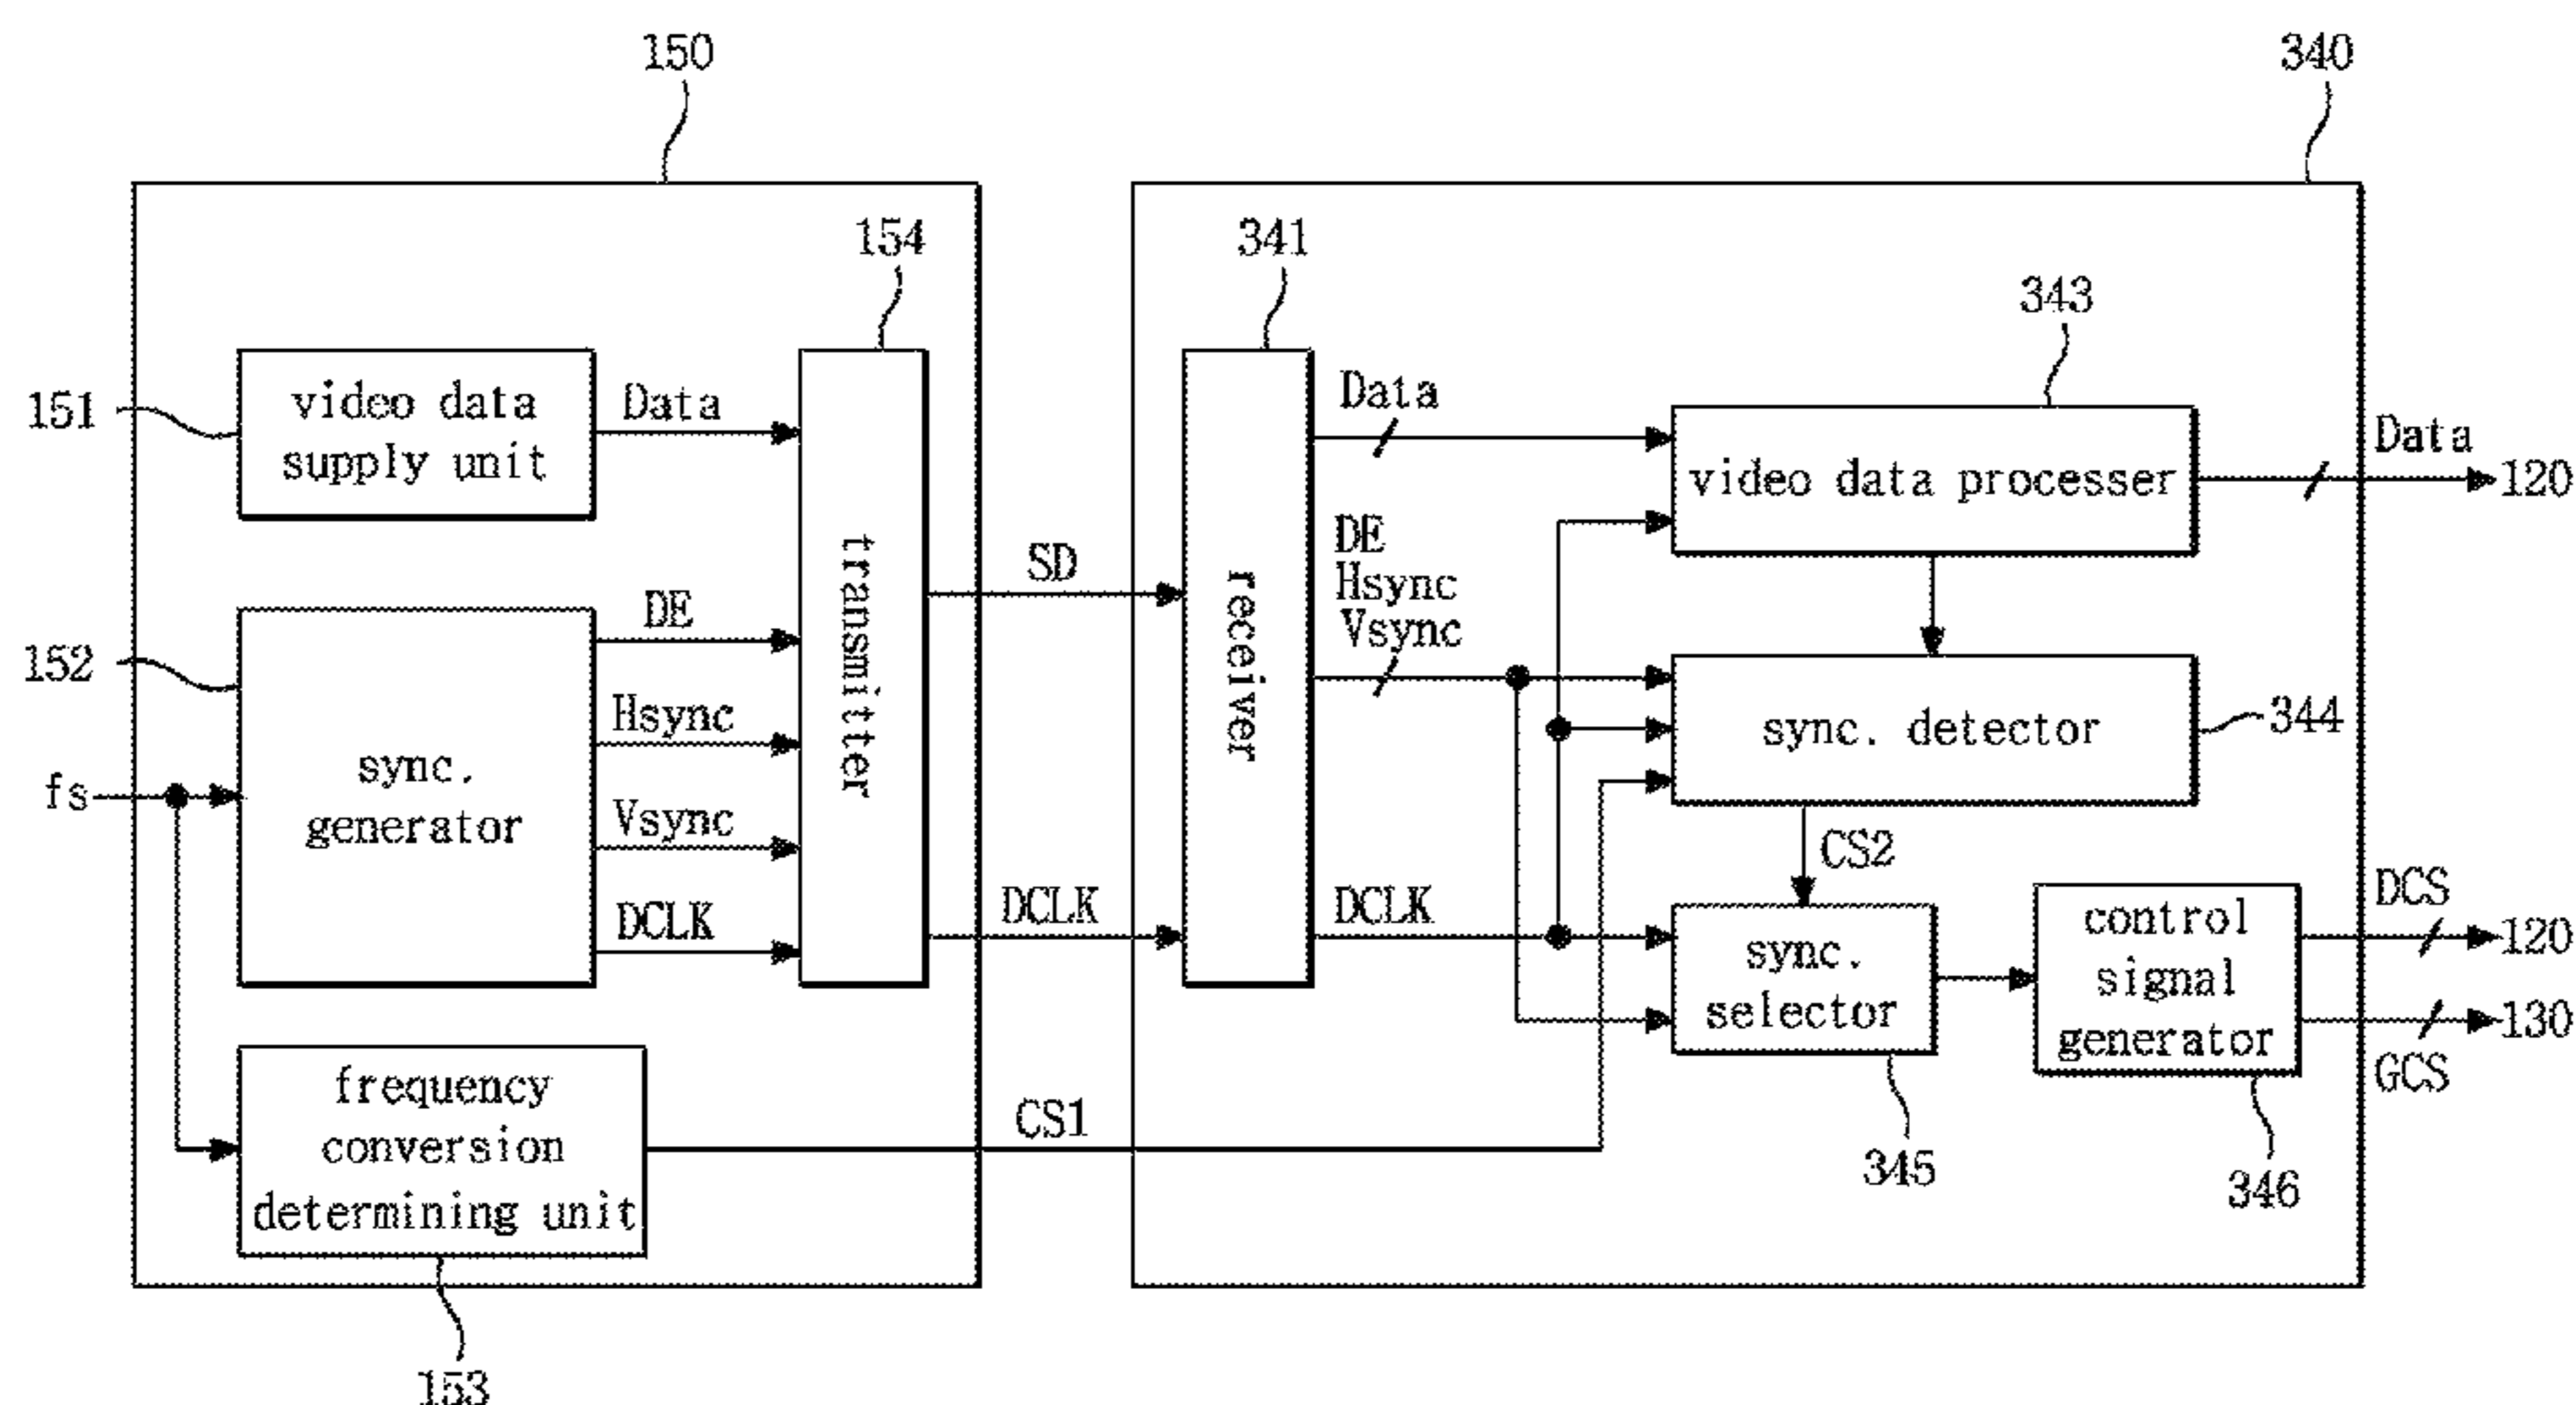 150
340
154
341
343
151
video data
supply unit
Data
Data
video data processer
Data
120
transmitter
SD
receiver
DE
Hsync
Vsync
152
sync.
generator
fs
DE
Hsync
Vsync
DCLK
DCLK
DCLK
sync. detector
344
CS2
sync.
selector
345
control
signal
generator
346
DCS
120
130
GCS
frequency
conversion
determining unit
153
CS1